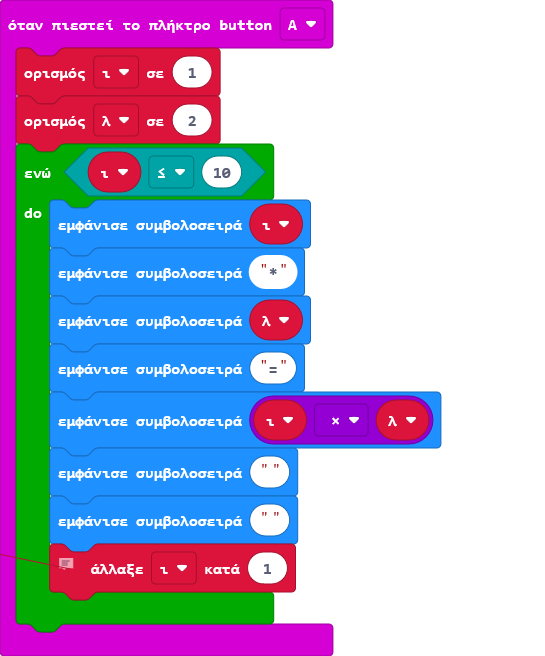 όταν πιεστεί το πλήκτρο button A
ορισμός ι σε 1
ορισμός λ σε 2
ενώ ι ≤ 10
do
εμφάνισε συμβολοσειρά ι
εμφάνισε συμβολοσειρά "*"
εμφάνισε συμβολοσειρά λ
εμφάνισε συμβολοσειρά "="
εμφάνισε συμβολοσειρά ι × λ
εμφάνισε συμβολοσειρά " "
εμφάνισε συμβολοσειρά " "
άλλαξε ι κατά 1